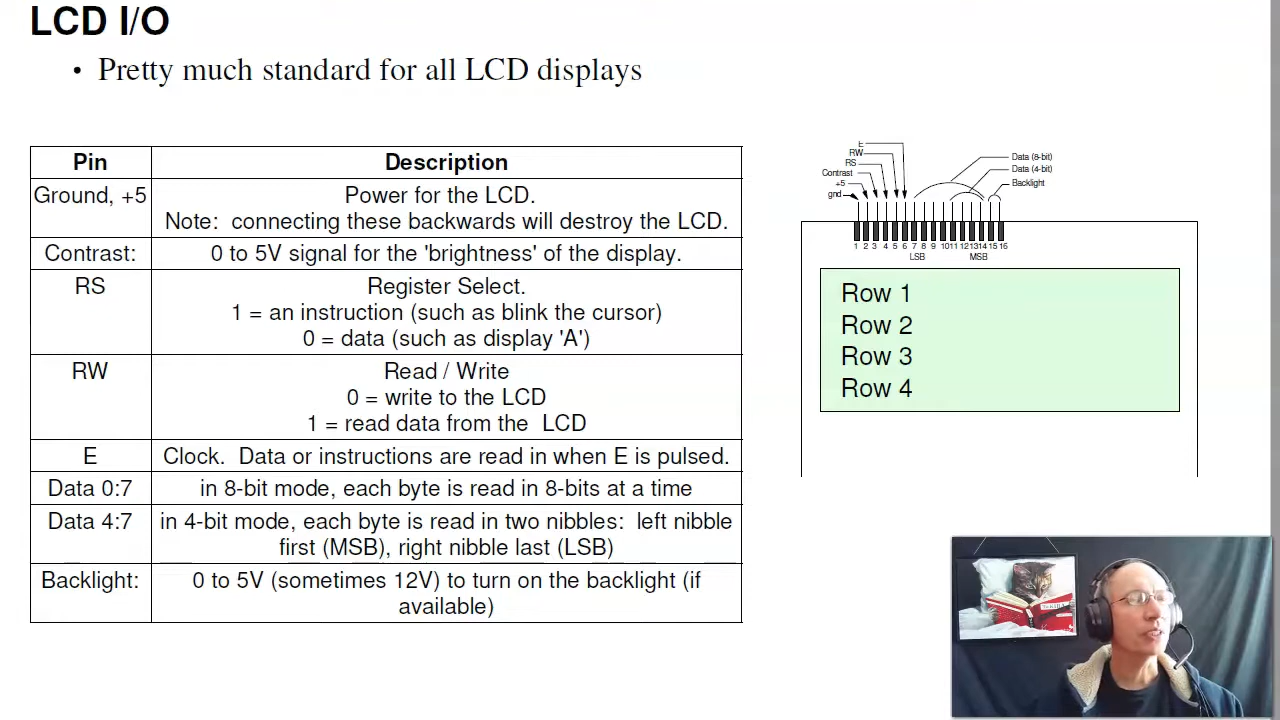 LCD I/O
• Pretty much standard for all LCD displays
Pin Description
Ground, +5 Power for the LCD.
Note: connecting these backwards will destroy the LCD.
Contrast: 0 to 5V signal for the 'brightness' of the display.
RS Register Select.
1 = an instruction (such as blink the cursor)
0 = data (such as display 'A')
RW Read / Write
0 = write to the LCD
1 = read data from the LCD
E Clock. Data or instructions are read in when E is pulsed.
Data 0:7 in 8-bit mode, each byte is read in 8-bits at a time
Data 4:7 in 4-bit mode, each byte is read in two nibbles: left nibble
first (MSB), right nibble last (LSB)
Backlight: 0 to 5V (sometimes 12V) to turn on the backlight (if
available)
E
RW
RS
Contrast
+5
gnd
Data (8-bit)
Data (4-bit)
Backlight
1 2 3 4 5 6 7 8 9 10 11 12 13 14 15 16
LSB MSB
Row 1
Row 2
Row 3
Row 4